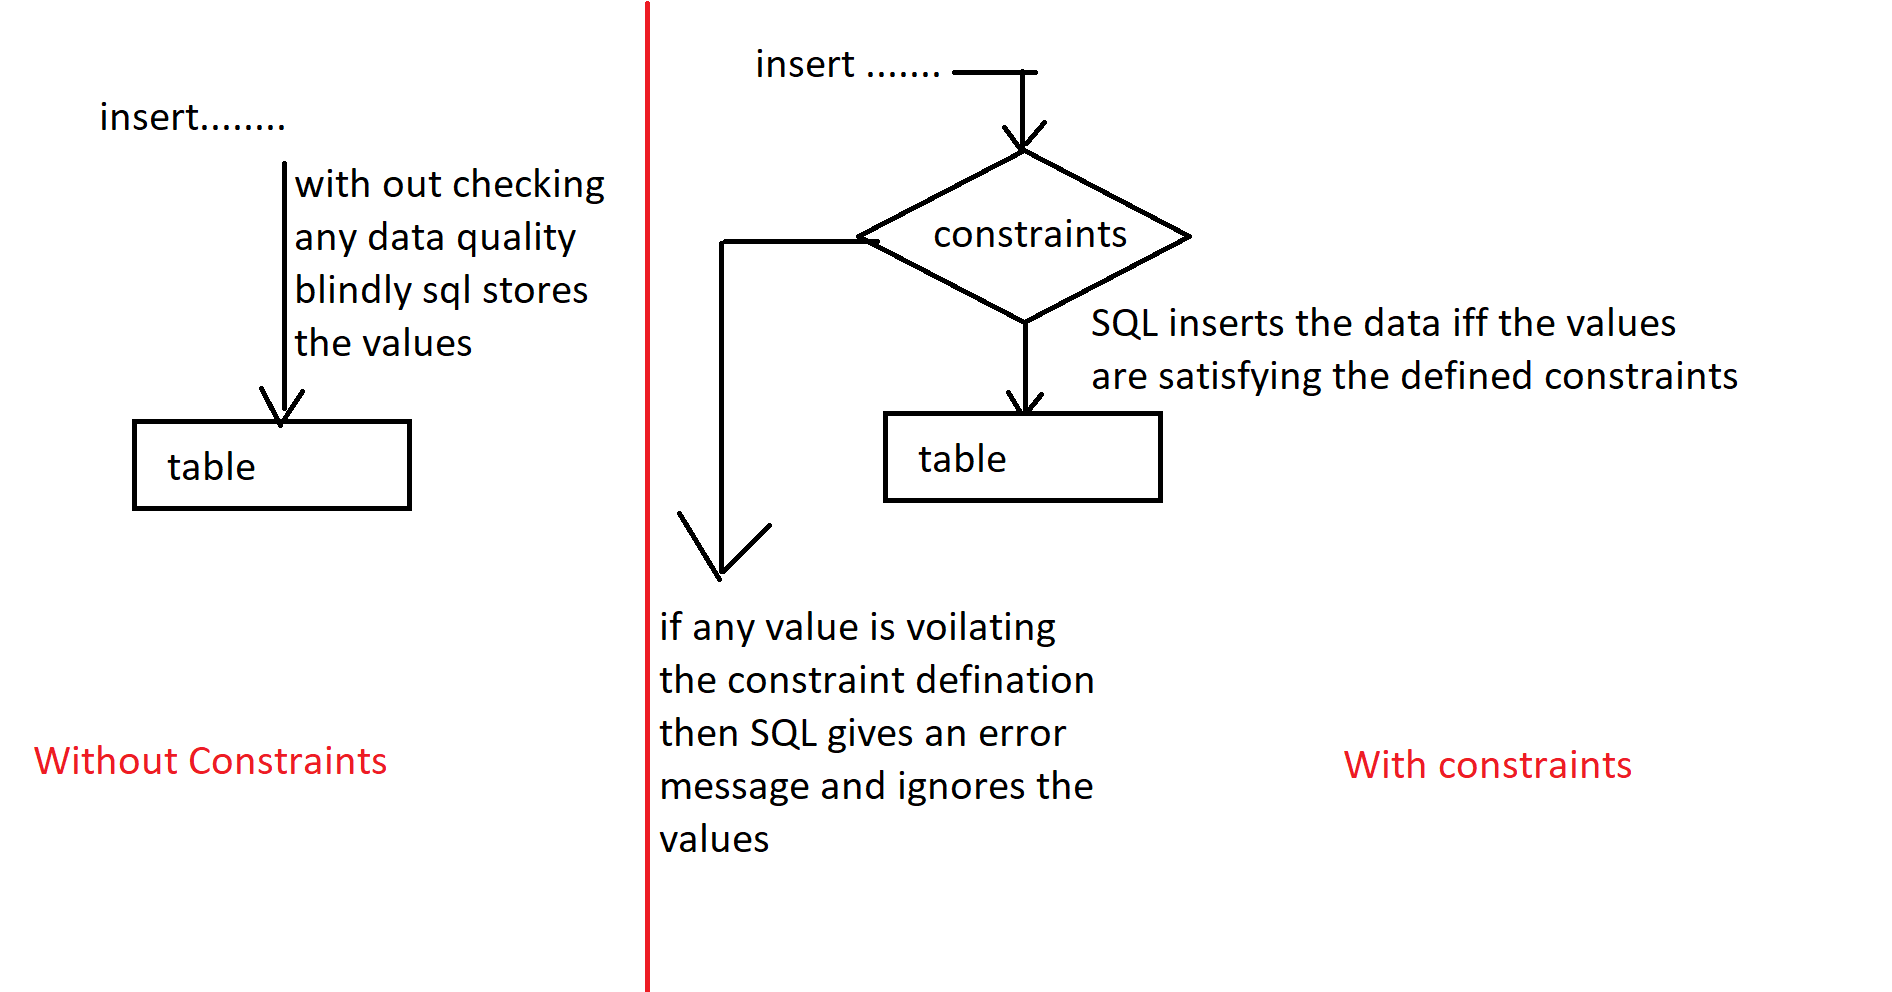 insert........
with out checking
any data quality
blindly sql stores
the values
table
Without Constraints
insert .......
constraints
SQL inserts the data iff the values
are satisfying the defined constraints
table
if any value is voilating
the constraint defination
then SQL gives an error
message and ignores the
values
With constraints